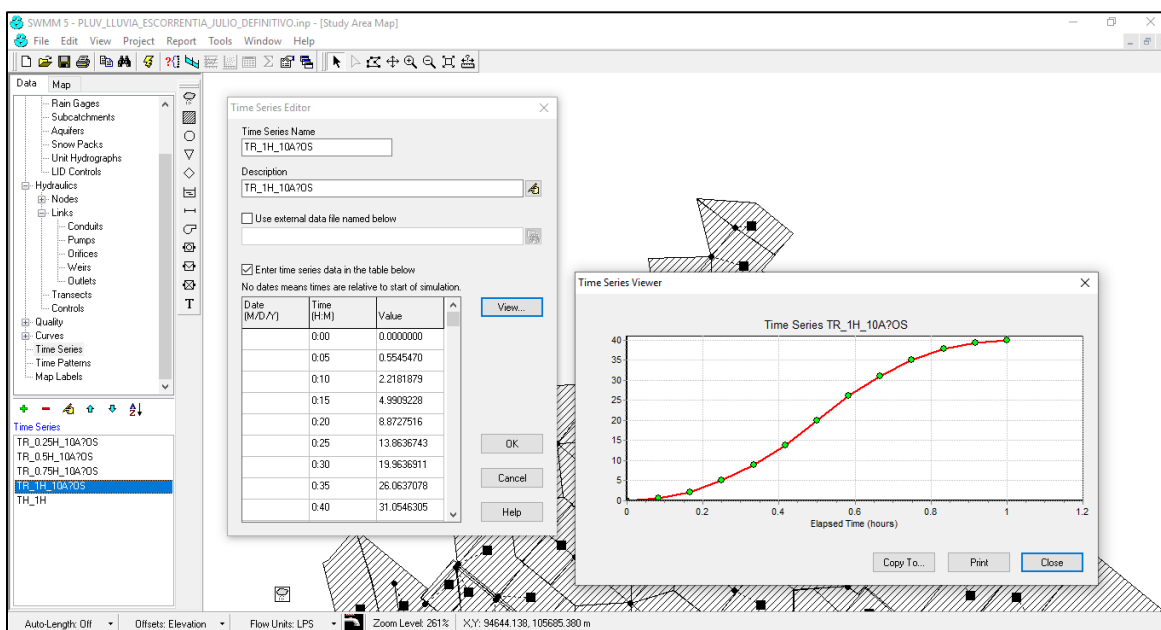 SWMM 5 - PLUV_LLUVIA_ESCORRENTIA_JULIO_DEFINITIVO.inp - [Study Area Map]
File Edit View Project Report Tools Window Help
Data Map
Rain Gages
Subcatchments
Aquifers
Snow Packs
Unit Hydrographs
LID Controls
Hydraulics
Nodes
Links
Conduits
Pumps
Orifices
Weirs
Outlets
Transects
Controls
Quality
Curves
Time Series
Time Patterns
Map Labels
Time Series
TR_0.25H_10A?OS
TR_0.5H_10A?OS
TR_0.75H_10A?OS
TR_1H_10A?OS
TH_1H
T
Time Series Editor
Time Series Name
TR_1H_10A?OS
Description
TR_1H_10A?OS
Use external data file named below
Enter time series data in the table below
No dates means times are relative to start of simulation.
Date Time Value
(M/D/Y) (H:M)
0:00 0.0000000
0:05 0.5545470
0:10 2.2181879
0:15 4.9909228
0:20 8.8727516
0:25 13.8636743
0:30 19.9636911
0:35 26.0637078
0:40 31.0546305
View...
OK
Cancel
Help
Time Series Viewer
Time Series TR_1H_10A?OS
40
35
30
25
20
15
10
5
0
0 0.2 0.4 0.6 0.8 1 1.2
Elapsed Time (hours)
Copy To... Print Close
Auto-Length: Off Offsets: Elevation Flow Units: LPS Zoom Level: 261% X,Y: 94644.138, 105685.380 m